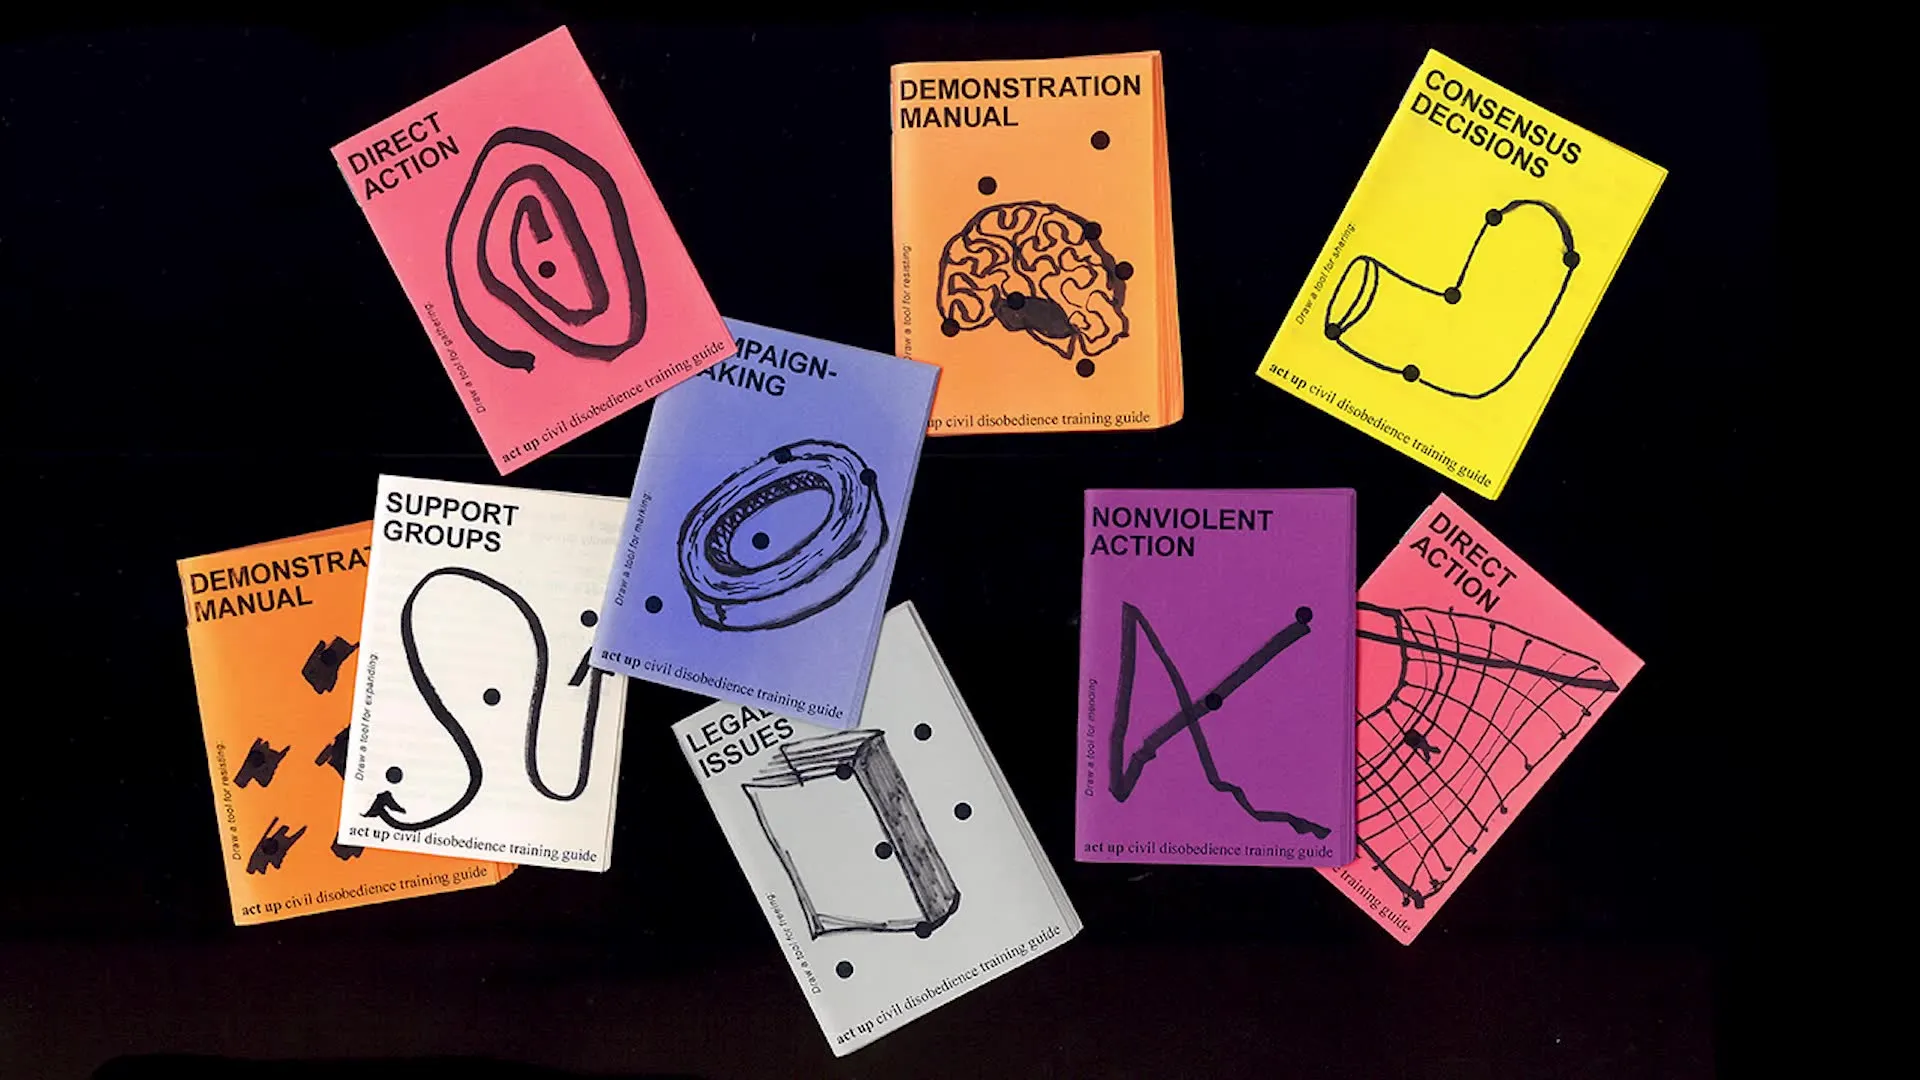 DIRECT
ACTION
Draw a tool for gathering:
act up civil disobedience training guide
DEMONSTRATION
MANUAL
Draw a tool for resisting:
up civil disobedience training guide
CONSENSUS
DECISIONS
Draw a tool for sharing:
act up civil disobedience training guide
MPAIGN-
AKING
Draw a tool for marking:
act up civil disobedience training guide
SUPPORT
GROUPS
Draw a tool for expanding:
act up civil disobedience training guide
DEMONSTRAT
MANUAL
Draw a tool for resisting:
act up civil disobedience training guide
LEGAL
ISSUES
Draw a tool for freeing:
act up civil disobedience training guide
NONVIOLENT
ACTION
Draw a tool for mending:
act up civil disobedience training guide
DIRECT
ACTION
training guide